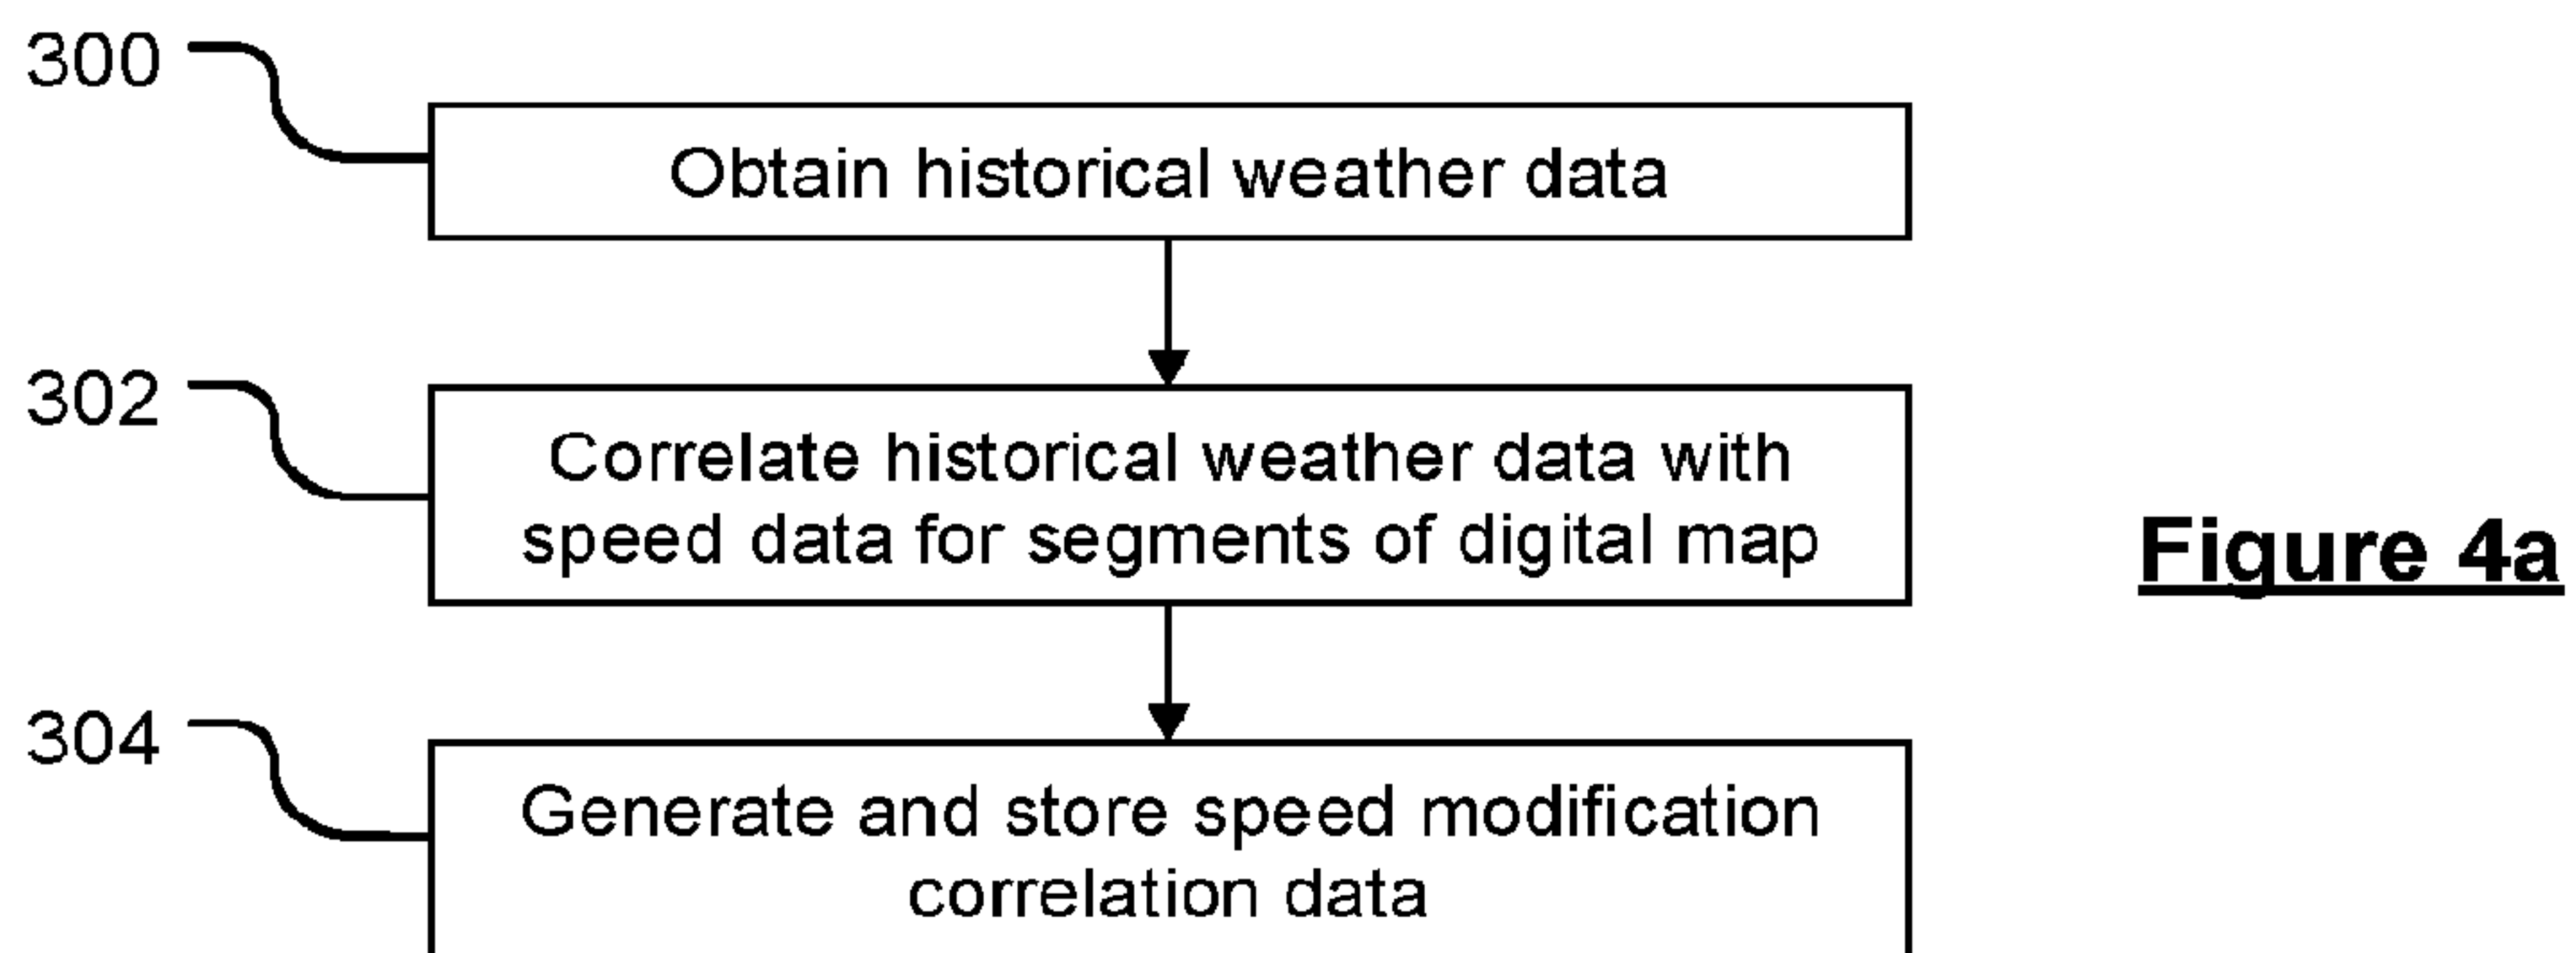 300
Obtain historical weather data
302
Correlate historical weather data with
speed data for segments of digital map
Figure 4a
304
Generate and store speed modification
correlation data